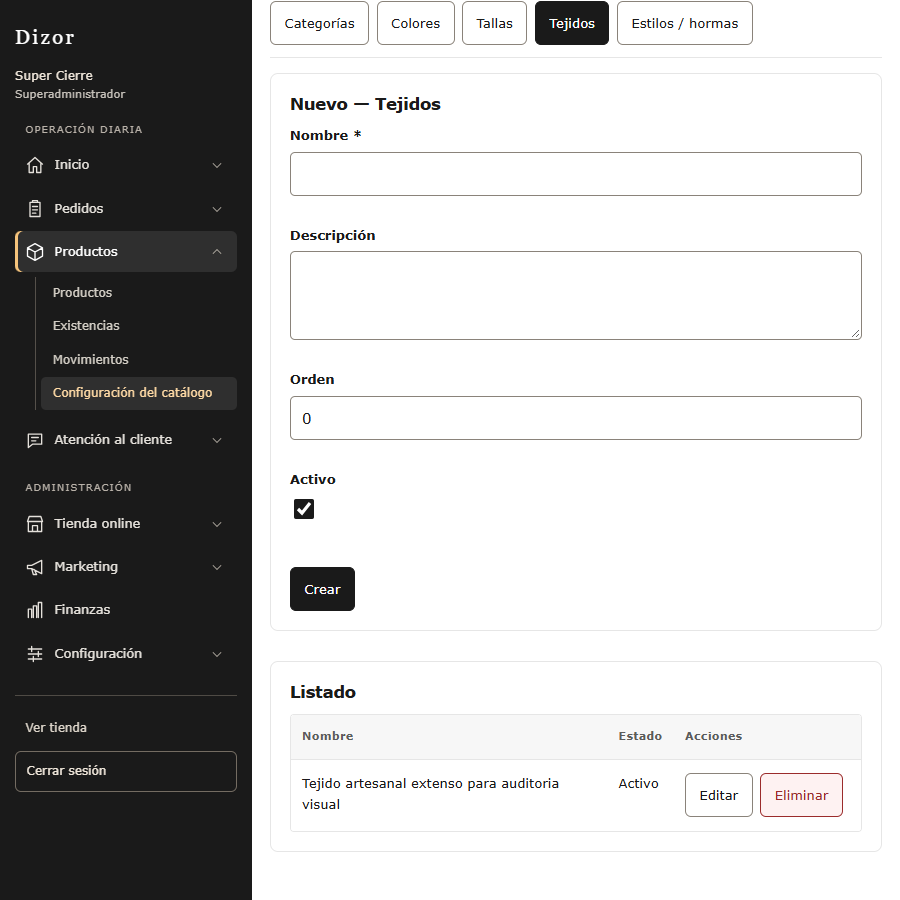 Dizor
Super Cierre
Superadministrador
OPERACIÓN DIARIA
Inicio
Pedidos
Productos
Productos
Existencias
Movimientos
Configuración del catálogo
Atención al cliente
ADMINISTRACIÓN
Tienda online
Marketing
Finanzas
Configuración
Ver tienda
Cerrar sesión
Categorías Colores Tallas Tejidos Estilos / hormas
Nuevo — Tejidos
Nombre *
Descripción
Orden
0
Activo
Crear
Listado
Nombre Estado Acciones
Tejido artesanal extenso para auditoria Activo Editar Eliminar
visual